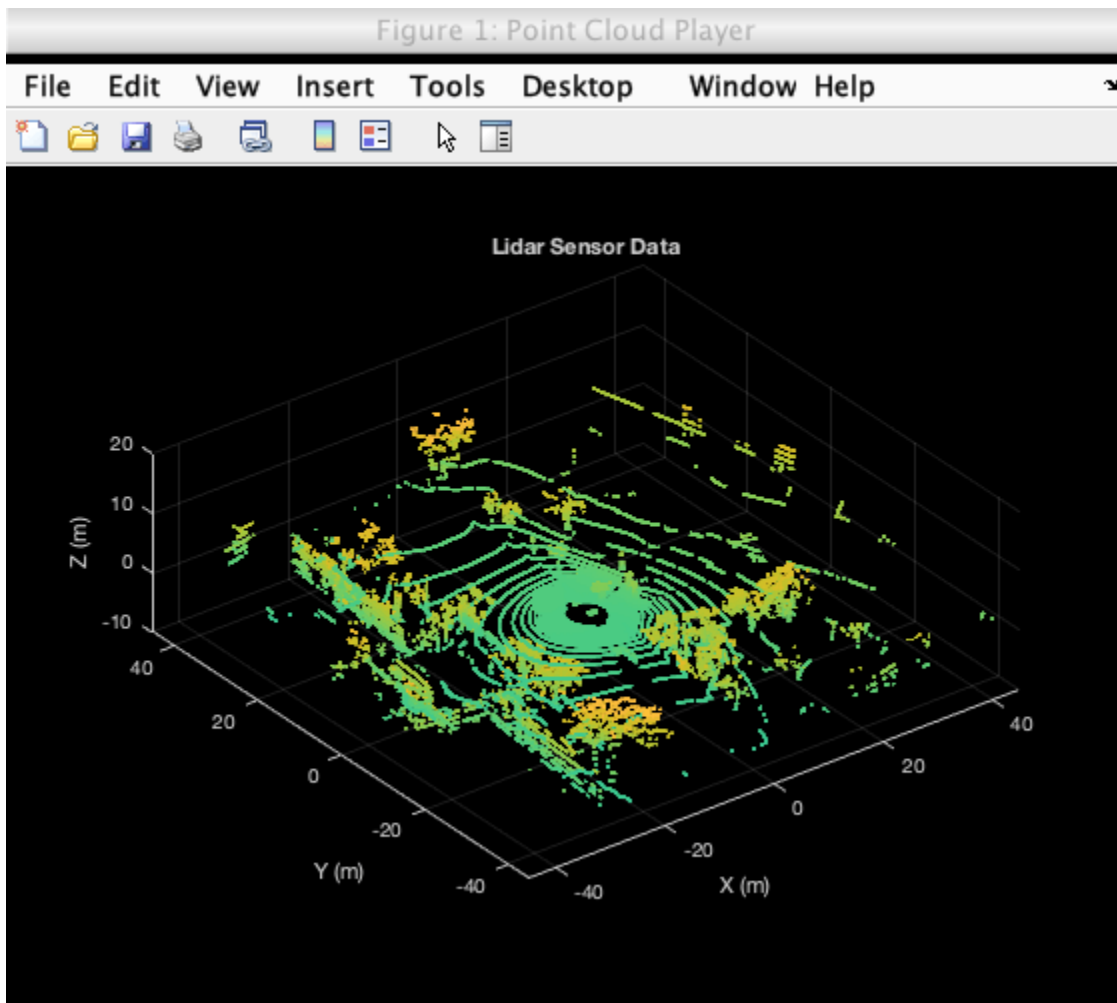 Figure 1: Point Cloud Player
File Edit View Insert Tools Desktop Window Help
Lidar Sensor Data
20
10
0
-10
Z (m)
40
20
0
-20
-40
Y (m)
40
20
0
-20
-40
X (m)